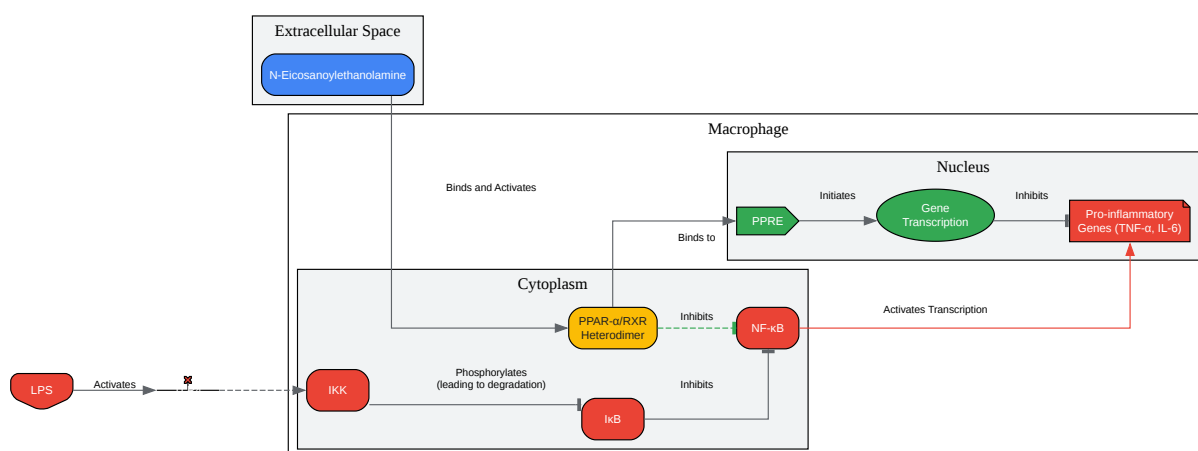 Extracellular Space
N-Eicosanoylethanolamine
Macrophage
Nucleus
Binds and Activates
Initiates
Inhibits
PPRE
Gene
Transcription
Pro-inflammatory
Genes (TNF-α, IL-6)
Binds to
Cytoplasm
PPAR-α/RXR
Heterodimer
Inhibits
NF-κB
Activates Transcription
LPS
Activates
IKK
Phosphorylates
(leading to degradation)
Inhibits
IκB